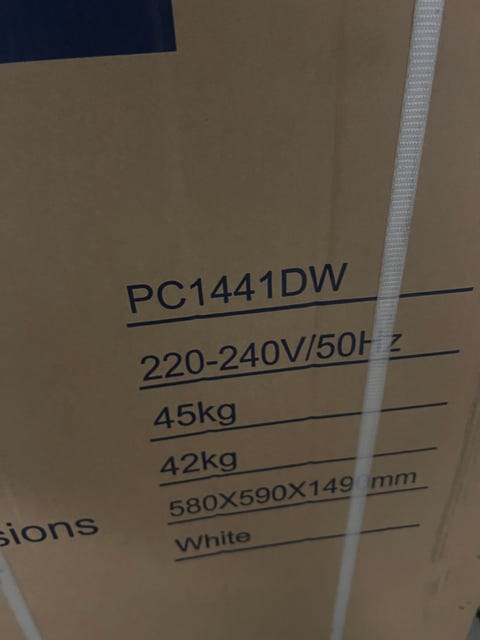 PC1441DW
220-240V/50Hz
45kg
42kg
sions 580X590X1490mm
White